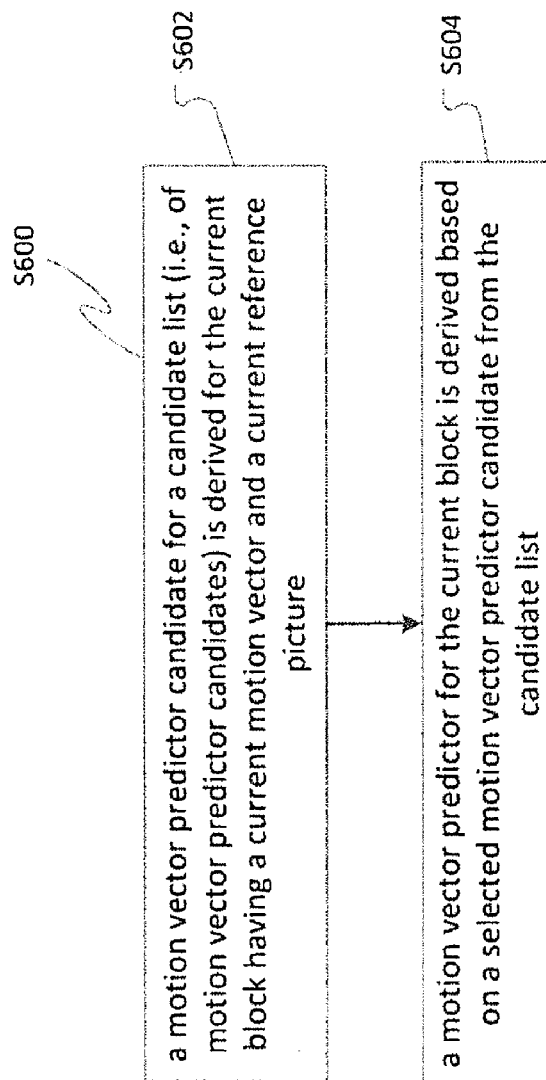 S600
S602
a motion vector predictor candidate for a candidate list (i.e., of
motion vector predictor candidates) is derived for the current
block having a current motion vector and a current reference
picture
S604
a motion vector predictor for the current block is derived based
on a selected motion vector predictor candidate from the
candidate list